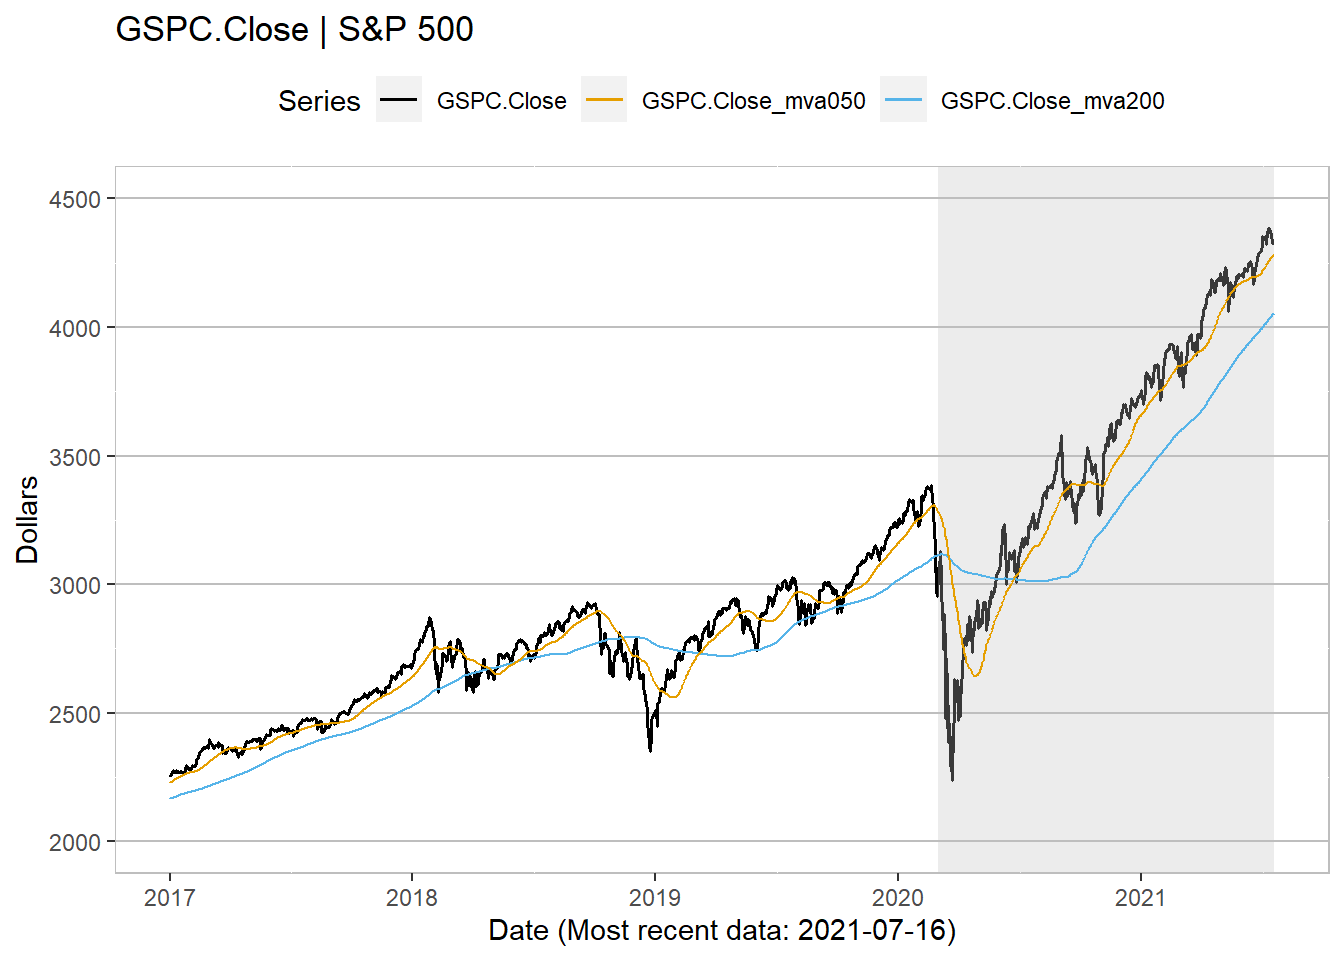 GSPC.Close | S&P 500
Series GSPC.Close GSPC.Close_mva050 GSPC.Close_mva200
4500
4000
3500
3000
2500
2000
Dollars
2017 2018 2019 2020 2021
Date (Most recent data: 2021-07-16)